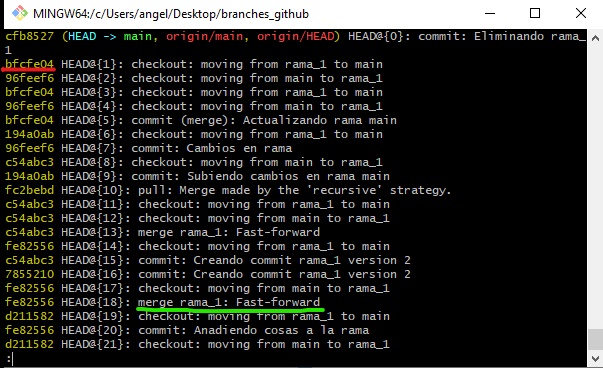 MINGW64:/c/Users/angel/Desktop/branches_github
cfb8527 (HEAD -> main, origin/main, origin/HEAD) HEAD@{0}: commit: Eliminando rama_
1
bfcfe04 HEAD@{1}: checkout: moving from rama_1 to main
96feef6 HEAD@{2}: checkout: moving from main to rama_1
bfcfe04 HEAD@{3}: checkout: moving from rama_1 to main
96feef6 HEAD@{4}: checkout: moving from main to rama_1
bfcfe04 HEAD@{5}: commit (merge): Actualizando rama main
194a0ab HEAD@{6}: checkout: moving from rama_1 to main
96feef6 HEAD@{7}: commit: Cambios en rama
c54abc3 HEAD@{8}: checkout: moving from main to rama_1
194a0ab HEAD@{9}: commit: Subiendo cambios en rama main
fc2bebd HEAD@{10}: pull: Merge made by the 'recursive' strategy.
c54abc3 HEAD@{11}: checkout: moving from rama_1 to main
c54abc3 HEAD@{12}: checkout: moving from main to rama_1
c54abc3 HEAD@{13}: merge rama_1: Fast-forward
fe82556 HEAD@{14}: checkout: moving from rama_1 to main
c54abc3 HEAD@{15}: commit: Creando commit rama_1 version 2
7855210 HEAD@{16}: commit: Creando commit rama_1 version 2
fe82556 HEAD@{17}: checkout: moving from main to rama_1
fe82556 HEAD@{18}: merge rama_1: Fast-forward
d211582 HEAD@{19}: checkout: moving from rama_1 to main
fe82556 HEAD@{20}: commit: Anadiendo cosas a la rama
d211582 HEAD@{21}: checkout: moving from main to rama_1
: